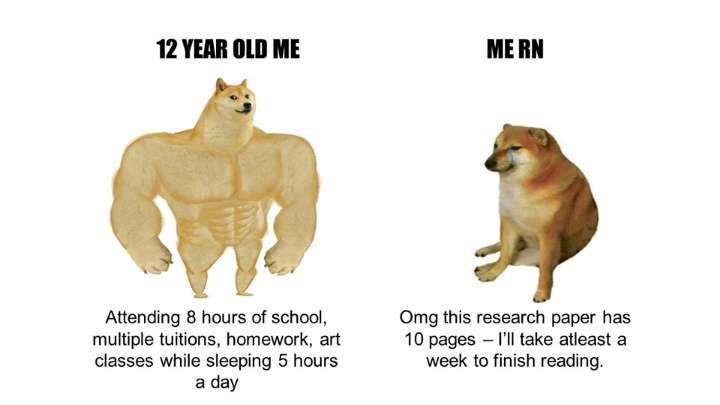 12 YEAR OLD ME
ME RN
Attending 8 hours of school,
multiple tuitions, homework, art
classes while sleeping 5 hours
a day
Omg this research paper has
10 pages – I'll take atleast a
week to finish reading.